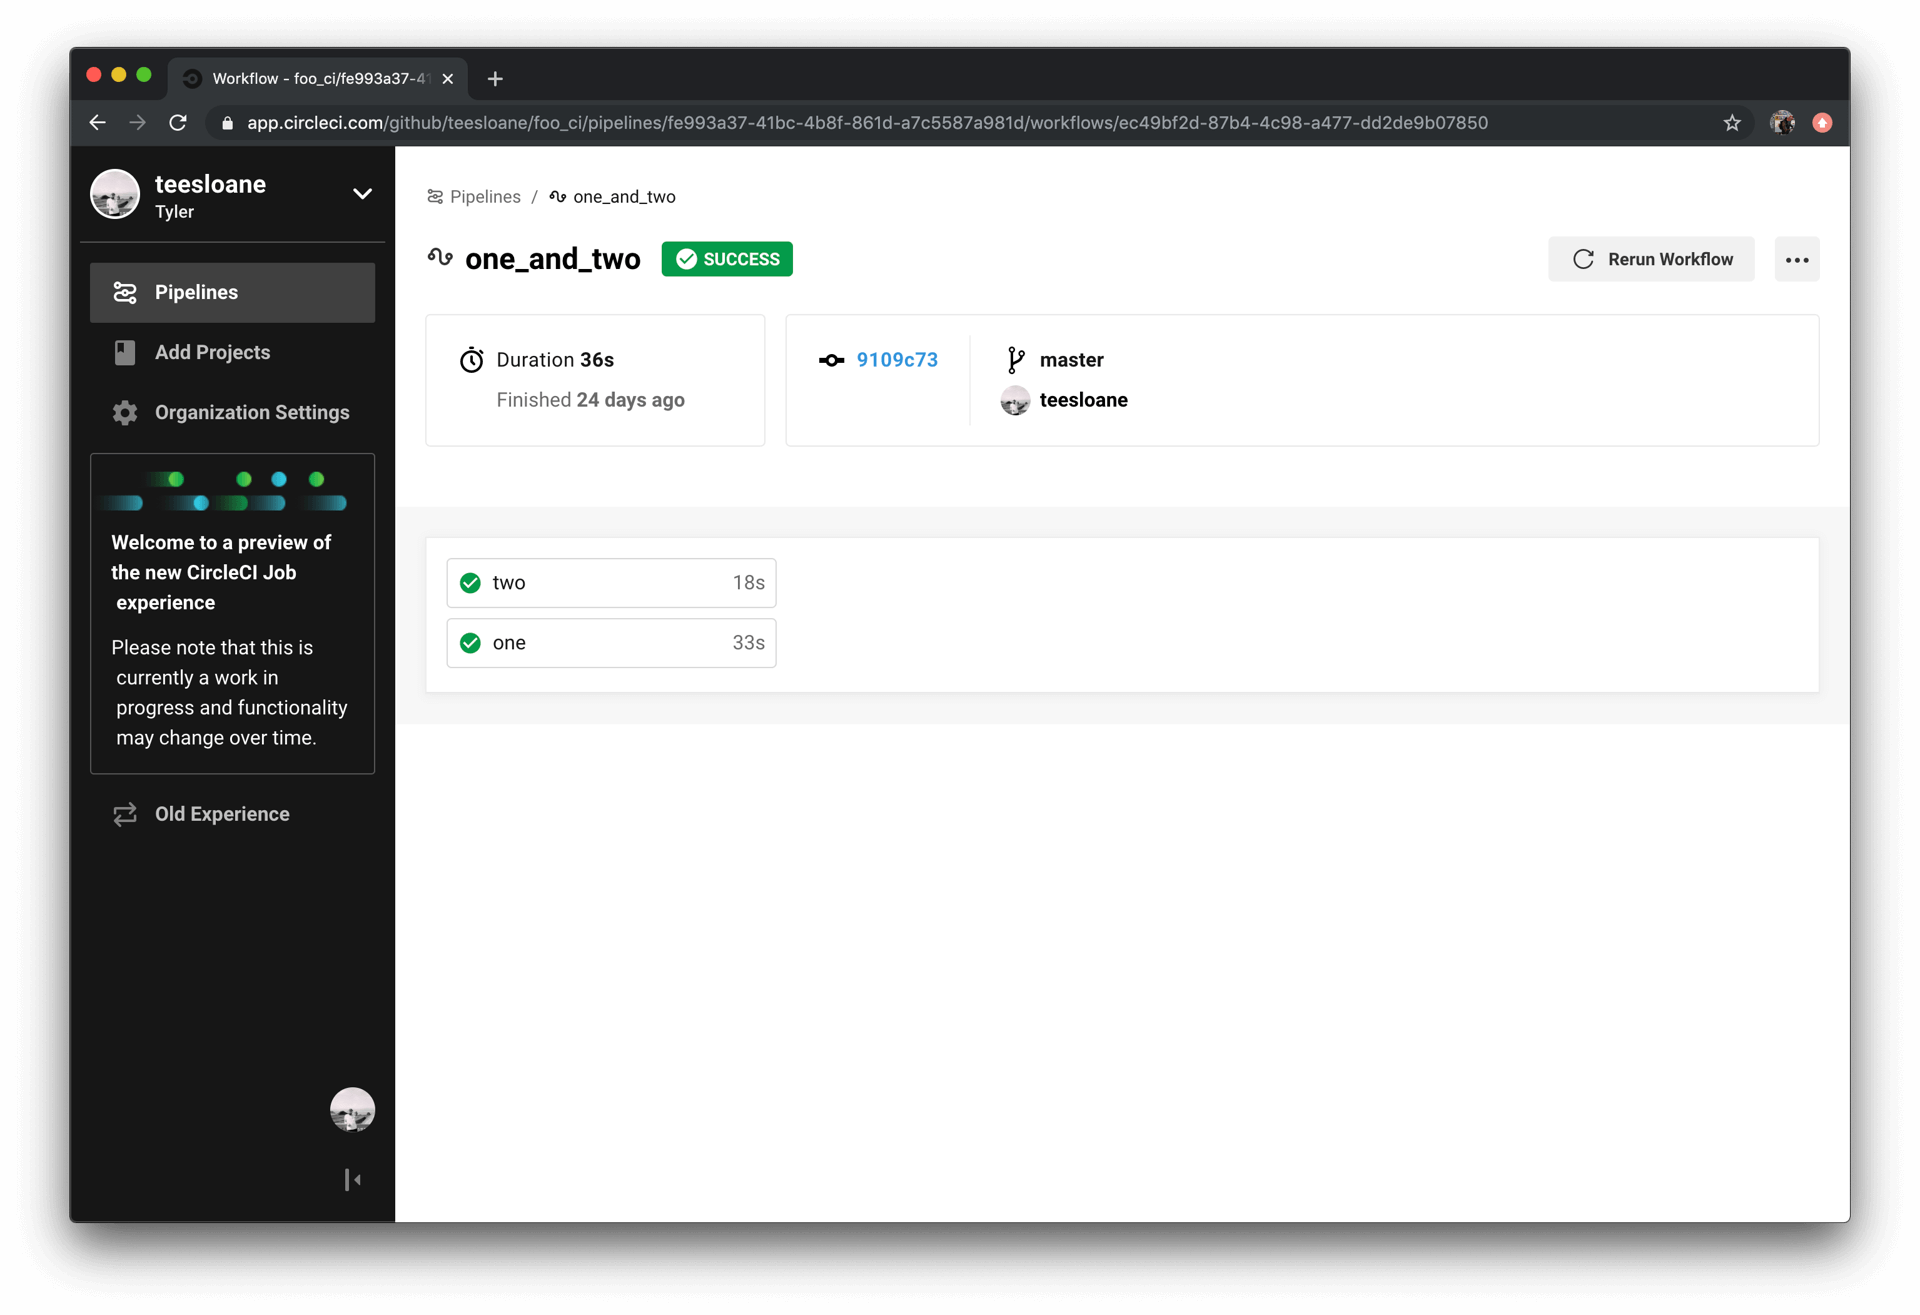 Workflow - foo_ci/fe993a37-41
app.circleci.com/github/teesloane/foo_ci/pipelines/fe993a37-41bc-4b8f-861d-a7c5587a981d/workflows/ec49bf2d-87b4-4c98-a477-dd2de9b07850
teesloane
Tyler
Pipelines
Add Projects
Organization Settings
Welcome to a preview of
the new CircleCI Job
experience
Please note that this is
currently a work in
progress and functionality
may change over time.
Old Experience
Pipelines / one_and_two
one_and_two SUCCESS
Rerun Workflow
Duration 36s
Finished 24 days ago
9109c73
master
teesloane
two 18s
one 33s